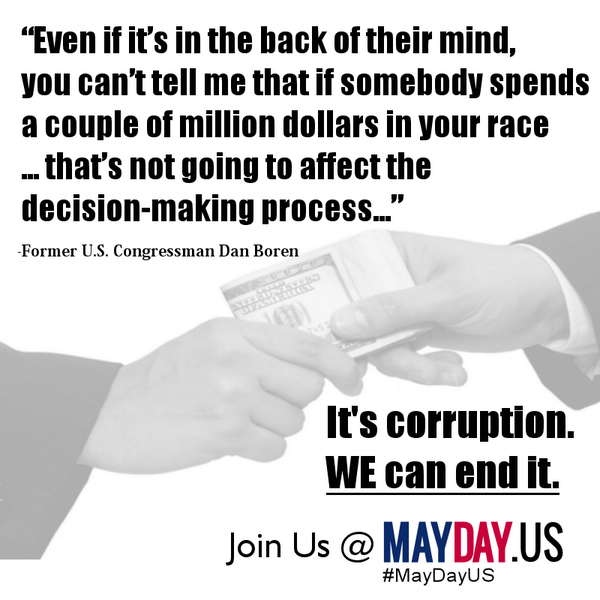 “Even if it’s in the back of their mind,
you can’t tell me that if somebody spends
a couple of million dollars in your race
... that’s not going to affect the
decision-making process...”
-Former U.S. Congressman Dan Boren
It's corruption.
WE can end it.
Join Us @ MAYDAY.US
#MayDayUS